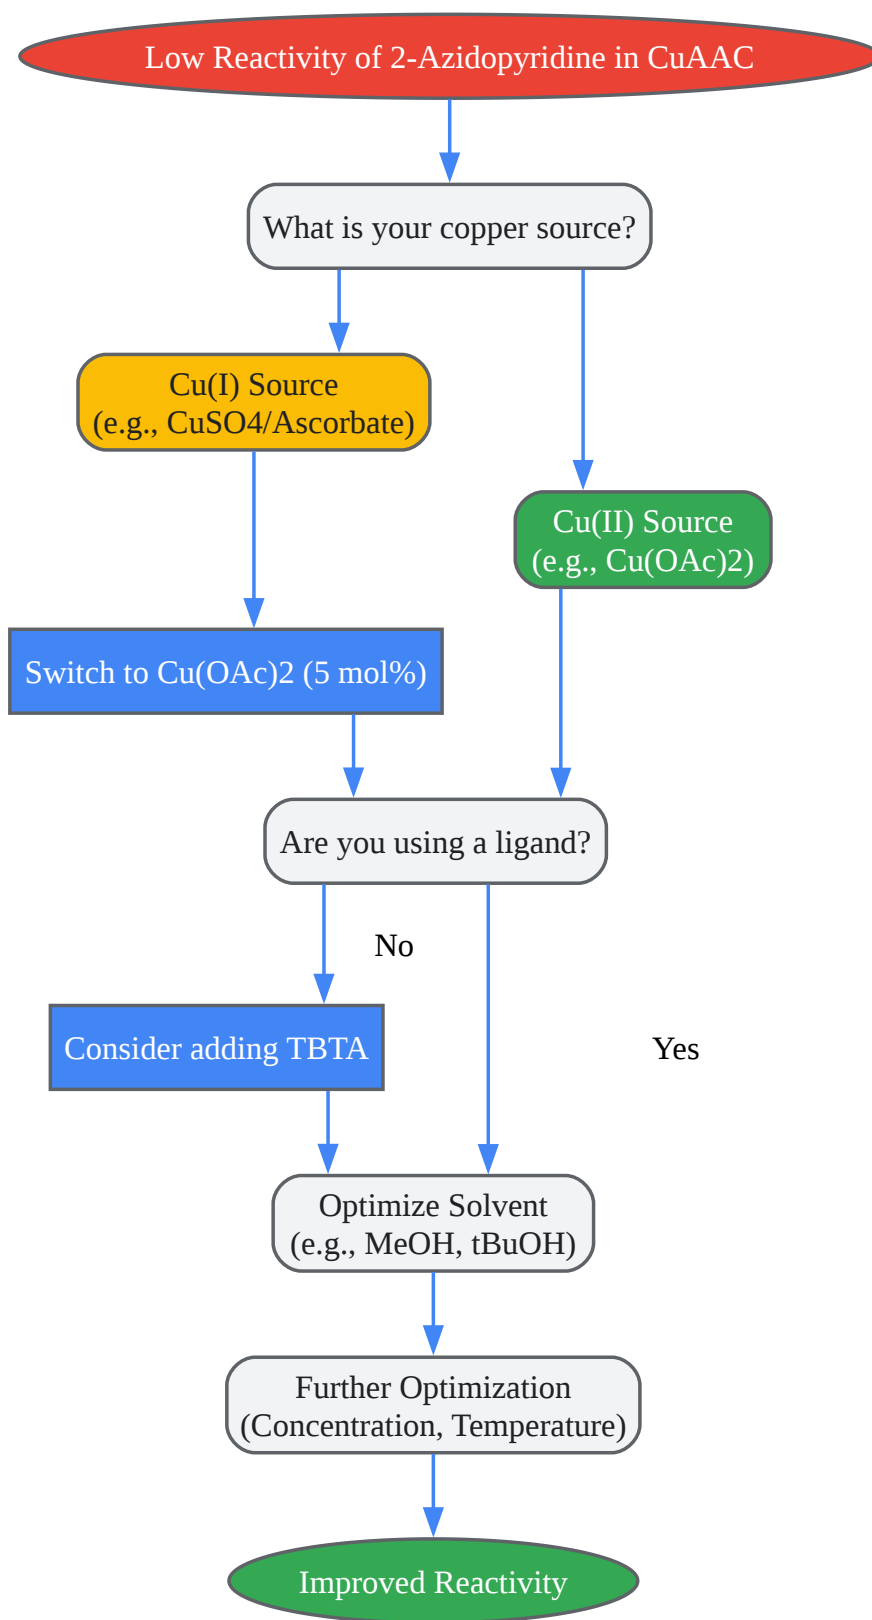 Low Reactivity of 2-Azidopyridine in CuAAC
What is your copper source?
Cu(I) Source
(e.g., CuSO4/Ascorbate)
Cu(II) Source
(e.g., Cu(OAc)2)
Switch to Cu(OAc)2 (5 mol%)
Are you using a ligand?
No
Consider adding TBTA
Yes
Optimize Solvent
(e.g., MeOH, tBuOH)
Further Optimization
(Concentration, Temperature)
Improved Reactivity